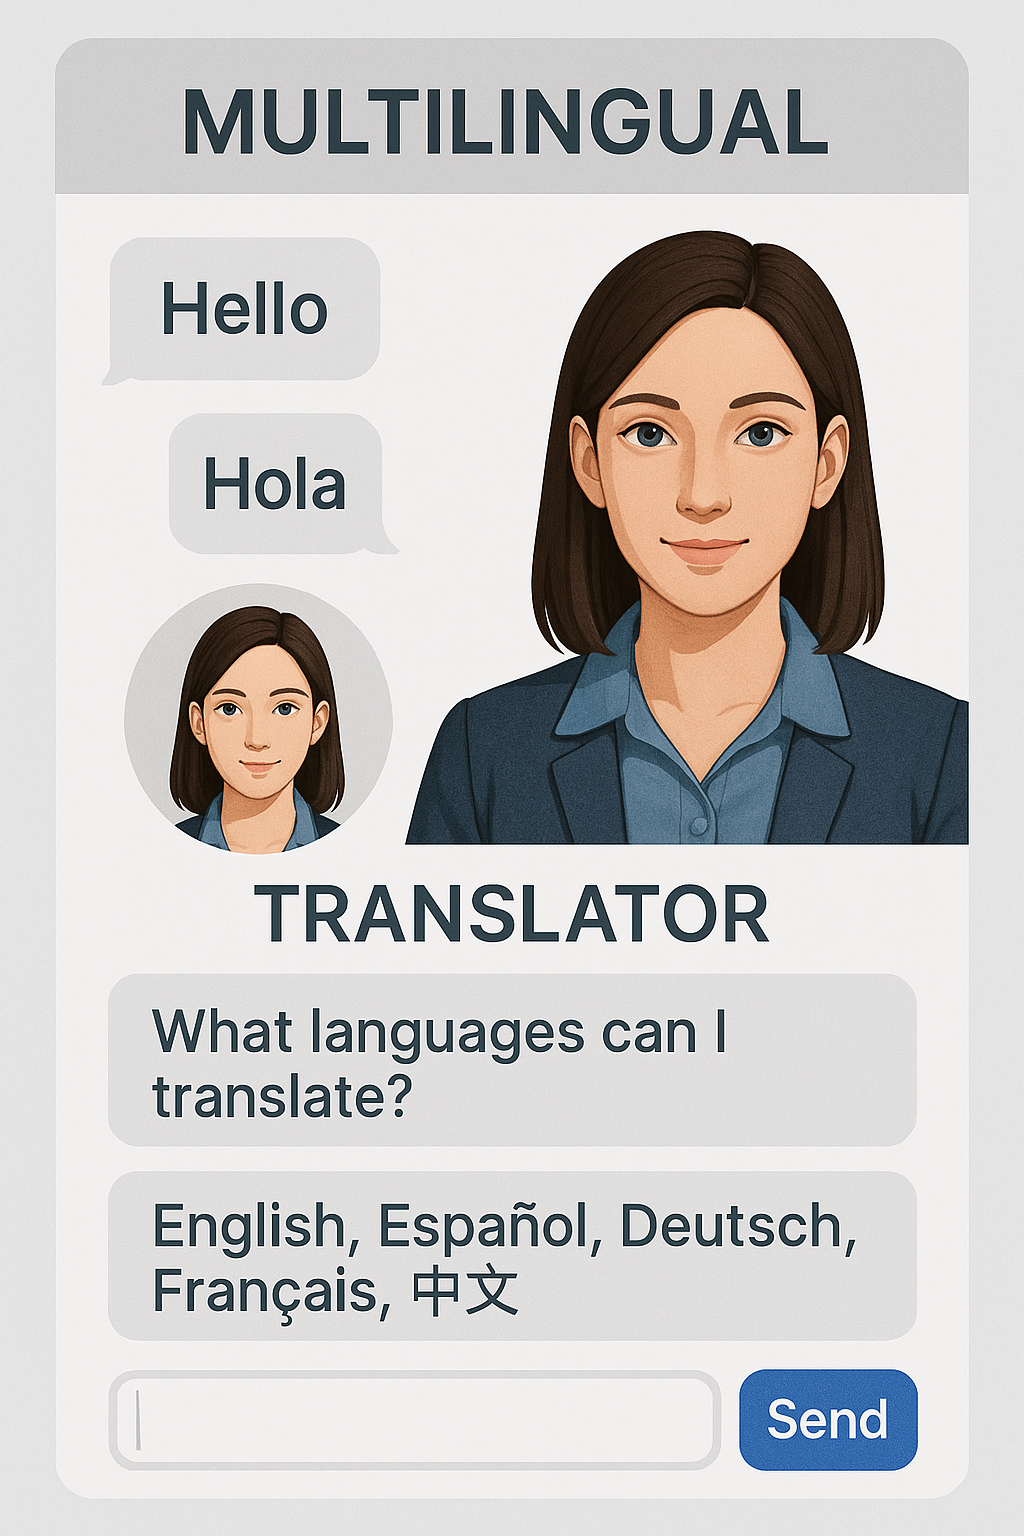 MULTILINGUAL
Hello
Hola
TRANSLATOR
What languages can I
translate?
English, Español, Deutsch,
Français, 中文
Send